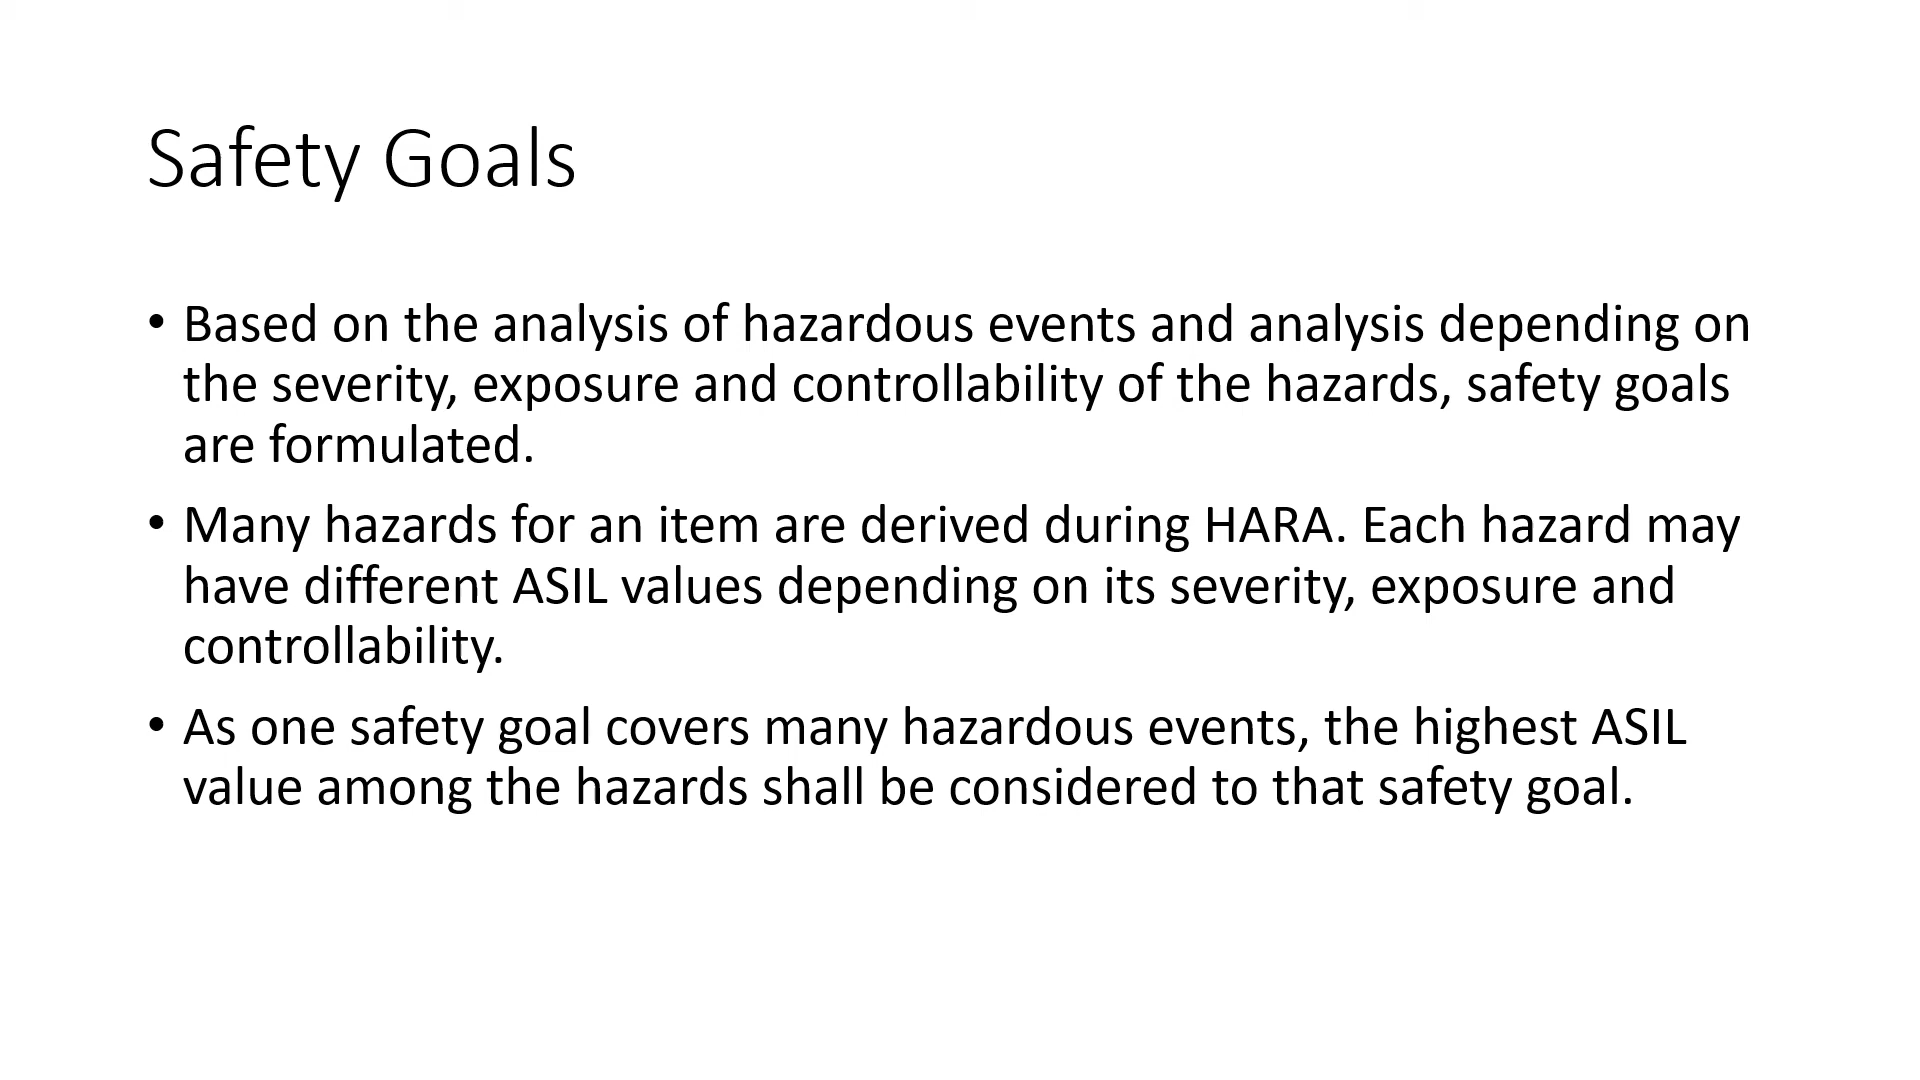 Safety Goals
• Based on the analysis of hazardous events and analysis depending on
the severity, exposure and controllability of the hazards, safety goals
are formulated.
• Many hazards for an item are derived during HARA. Each hazard may
have different ASIL values depending on its severity, exposure and
controllability.
• As one safety goal covers many hazardous events, the highest ASIL
value among the hazards shall be considered to that safety goal.